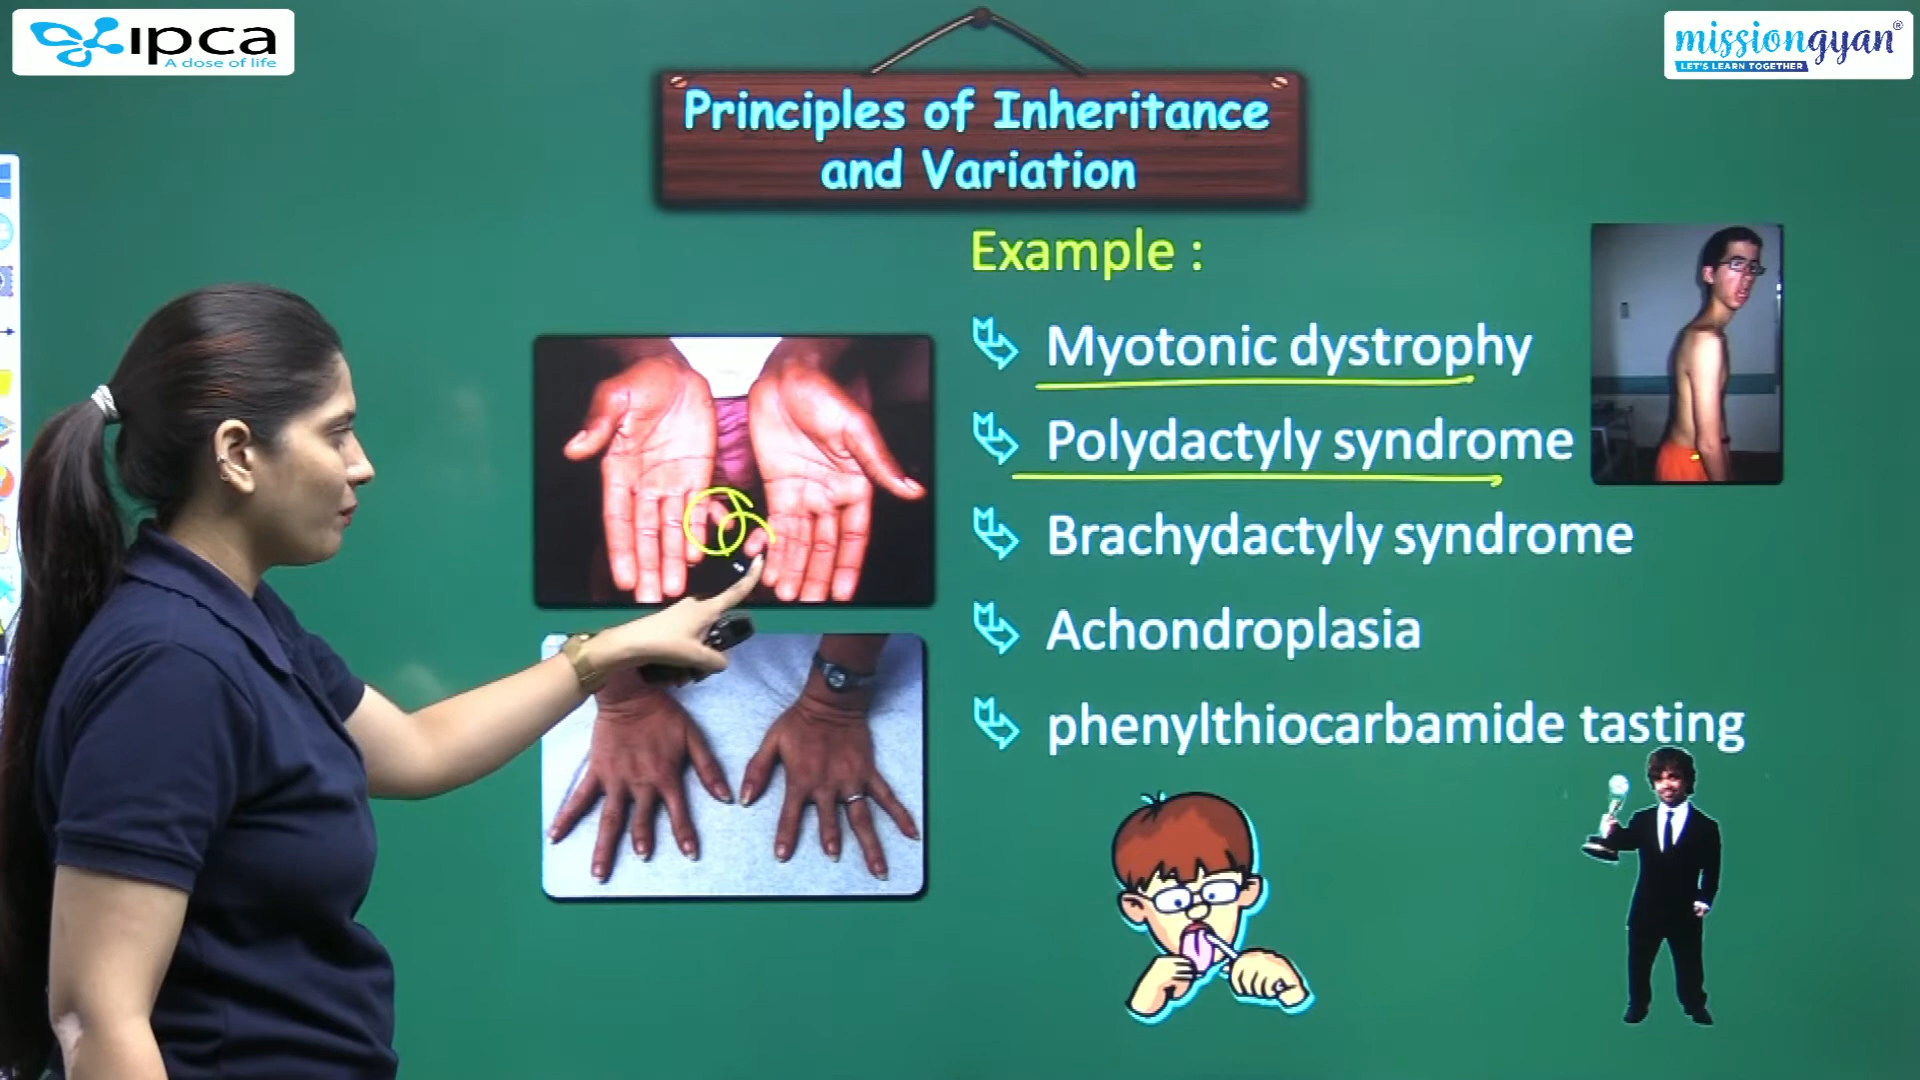 ipca
A dose of life
missiongyan®
LET'S LEARN TOGETHER
Principles of Inheritance
and Variation
Example :
Myotonic dystrophy
Polydactyly syndrome
Brachydactyly syndrome
Achondroplasia
phenylthiocarbamide tasting